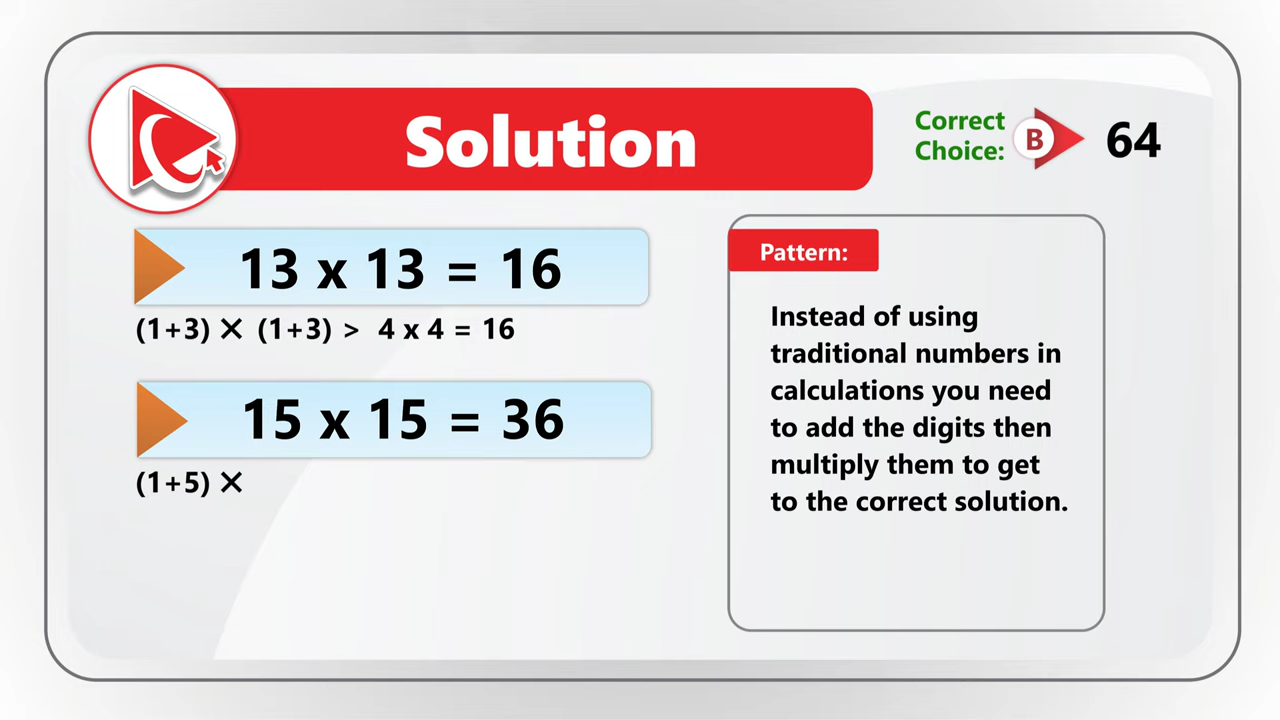 Solution
Correct
Choice:
B
64
13 x 13 = 16
(1+3) × (1+3) > 4 x 4 = 16
15 x 15 = 36
(1+5) ×
Pattern:
Instead of using
traditional numbers in
calculations you need
to add the digits then
multiply them to get
to the correct solution.